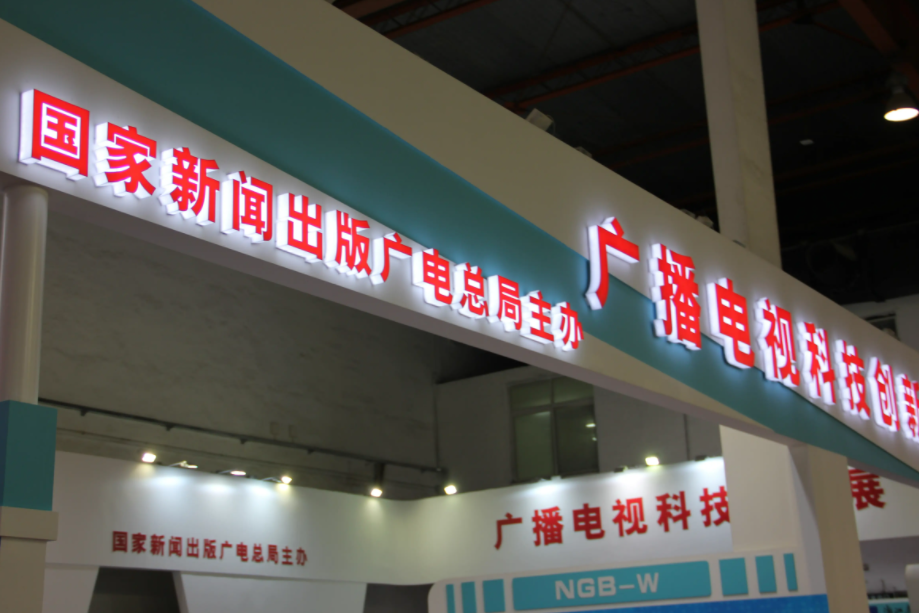 国家新闻出版广电总局主办
广播电视科技创新
国家新闻出版广电总局主办
广播电视科技
展
NGB-W